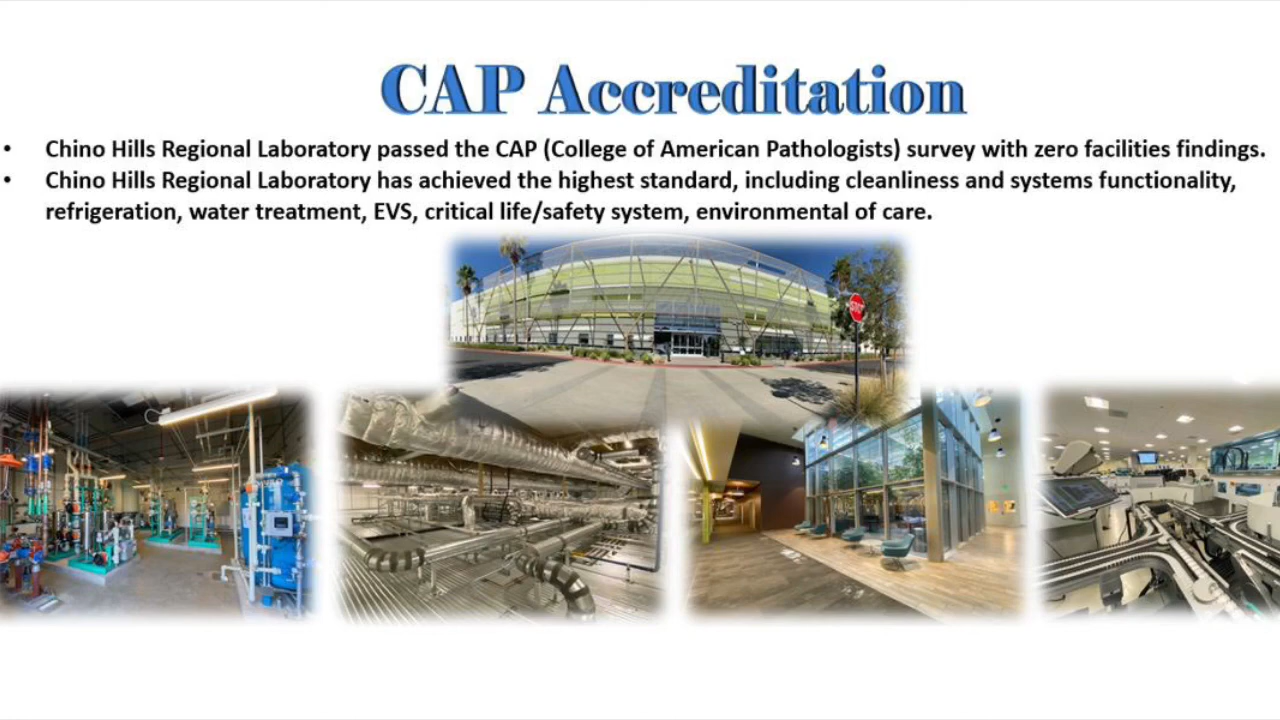 CAP Accreditation
• Chino Hills Regional Laboratory passed the CAP (College of American Pathologists) survey with zero facilities findings.
• Chino Hills Regional Laboratory has achieved the highest standard, including cleanliness and systems functionality,
refrigeration, water treatment, EVS, critical life/safety system, environmental of care.
STOP